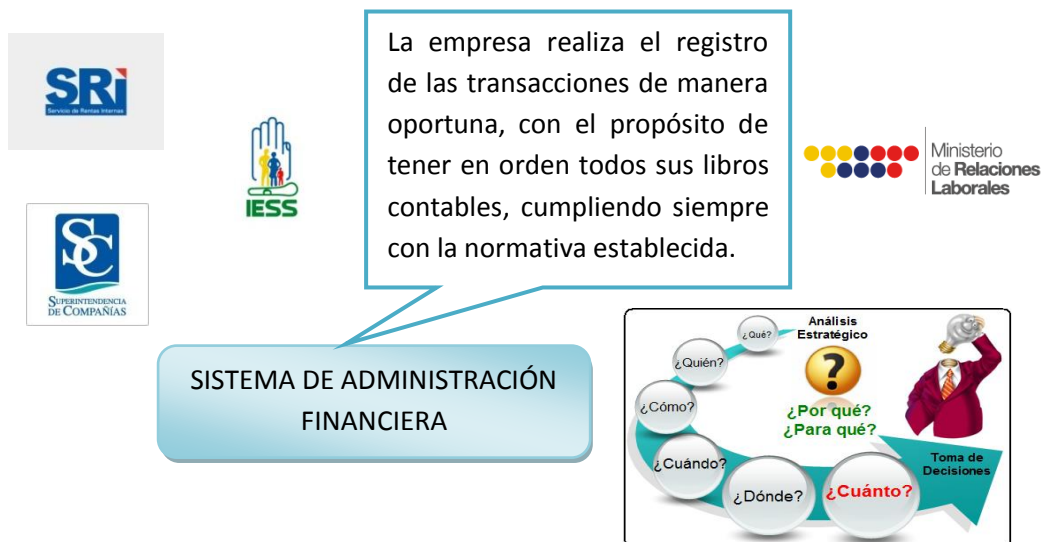 SRi
Servicio de Rentas Internas
IESS
SC
SUPERINTENDENCIA
DE COMPAÑÍAS
La empresa realiza el registro
de las transacciones de manera
oportuna, con el propósito de
tener en orden todos sus libros
contables, cumpliendo siempre
con la normativa establecida.
Ministerio
de Relaciones
Laborales
SISTEMA DE ADMINISTRACIÓN
FINANCIERA
Análisis
Estratégico
¿Qué?
¿Quién?
¿Cómo?
¿Cuándo?
¿Dónde?
¿Cuánto?
?
¿Por qué?
¿Para qué?
Toma de
Decisiones